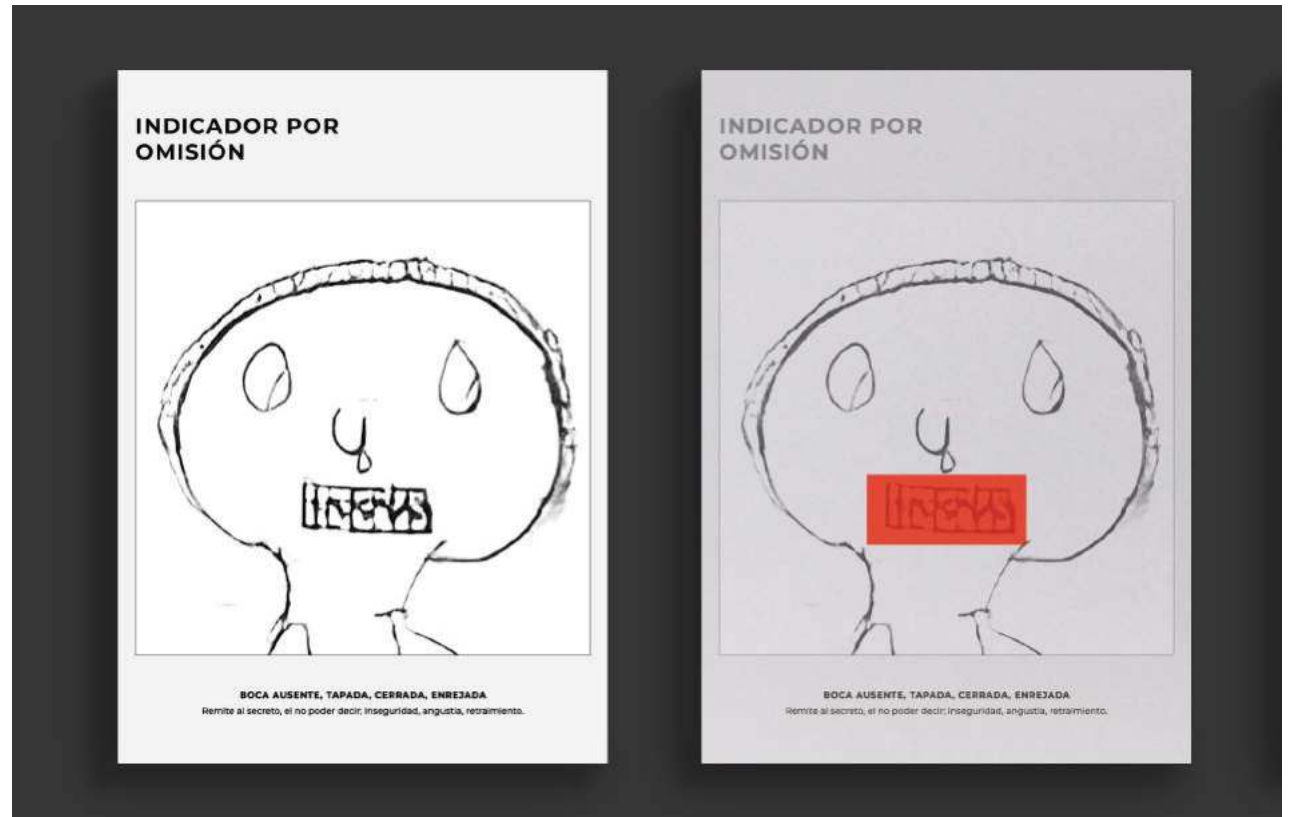 INDICADOR POR
OMISIÓN
BOCA AUSENTE, TAPADA, CERRADA, ENREJADA
Remite al secreto, el no poder decir; inseguridad, angustia, retraimiento.
INDICADOR POR
OMISIÓN
BOCA AUSENTE, TAPADA, CERRADA, ENREJADA
Remite al secreto, el no poder decir; inseguridad, angustia, retraimiento.